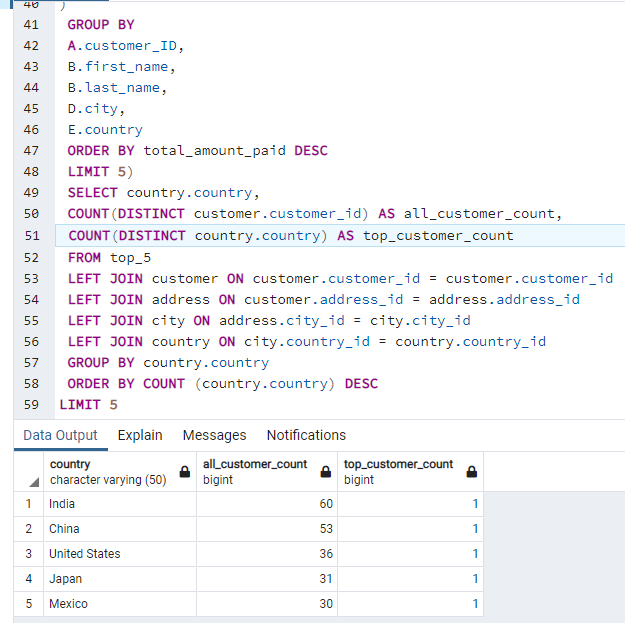 40 )
41 GROUP BY
42 A.customer_ID,
43 B.first_name,
44 B.last_name,
45 D.city,
46 E.country
47 ORDER BY total_amount_paid DESC
48 LIMIT 5)
49 SELECT country.country,
50 COUNT(DISTINCT customer.customer_id) AS all_customer_count,
51 COUNT(DISTINCT country.country) AS top_customer_count
52 FROM top_5
53 LEFT JOIN customer ON customer.customer_id = customer.customer_id
54 LEFT JOIN address ON customer.address_id = address.address_id
55 LEFT JOIN city ON address.city_id = city.city_id
56 LEFT JOIN country ON city.country_id = country.country_id
57 GROUP BY country.country
58 ORDER BY COUNT (country.country) DESC
59 LIMIT 5
Data Output Explain Messages Notifications
country all_customer_count top_customer_count
character varying (50) bigint bigint
1 India 60 1
2 China 53 1
3 United States 36 1
4 Japan 31 1
5 Mexico 30 1